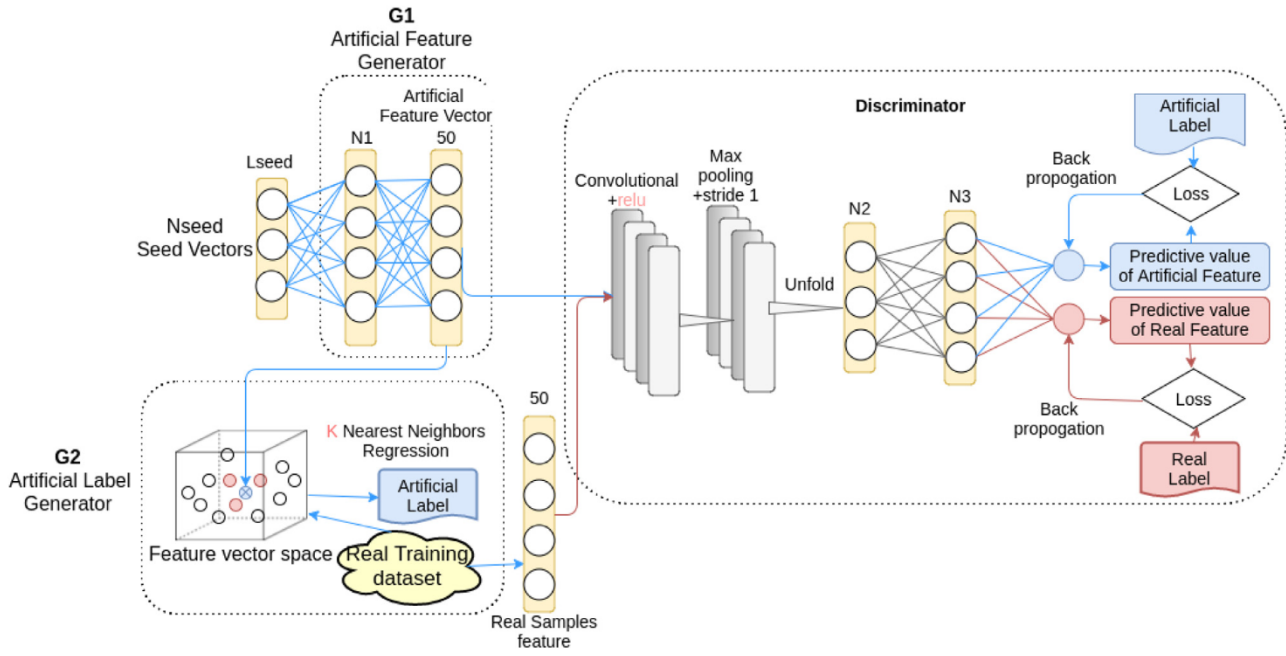 G1
Artificial Feature
Generator
Artificial
Feature Vector
N1
50
Lseed
Nseed
Seed Vectors
Discriminator
Convolutional
+relu
Max
pooling
+stride 1
Unfold
N2
N3
Back
propogation
Artificial
Label
Loss
Predictive value
of Artificial Feature
Predictive value
of Real Feature
Loss
Back
propogation
Real
Label
G2
Artificial Label
Generator
K Nearest Neighbors
Regression
Artificial
Label
Feature vector space
Real Training
dataset
50
Real Samples
feature